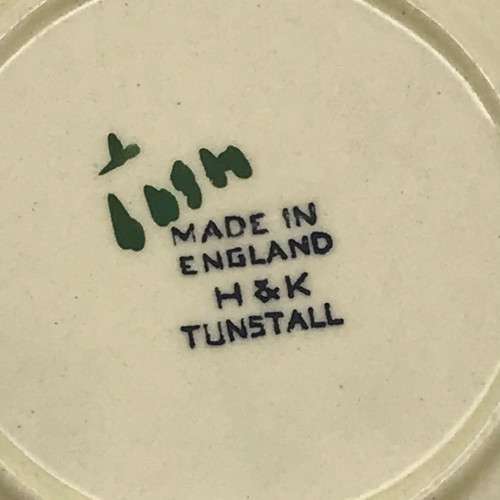 MADE IN
ENGLAND
H & K
TUNSTALL